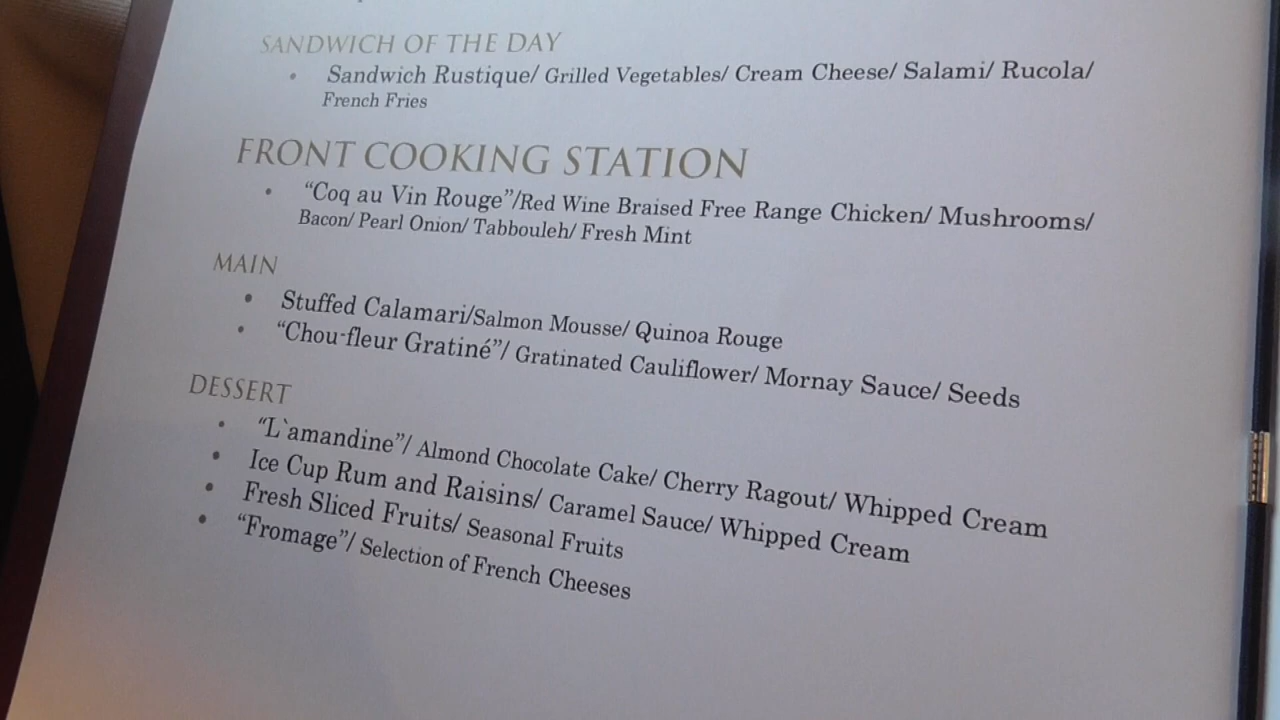 SANDWICH OF THE DAY
• Sandwich Rustique/ Grilled Vegetables/ Cream Cheese/ Salami/ Rucola/
French Fries
FRONT COOKING STATION
• “Coq au Vin Rouge”/Red Wine Braised Free Range Chicken/ Mushrooms/
Bacon/ Pearl Onion/ Tabbouleh/ Fresh Mint
MAIN
• Stuffed Calamari/Salmon Mousse/ Quinoa Rouge
• “Chou-fleur Gratiné”/ Gratinated Cauliflower/ Mornay Sauce/ Seeds
DESSERT
• “L`amandine”/ Almond Chocolate Cake/ Cherry Ragout/ Whipped Cream
• Ice Cup Rum and Raisins/ Caramel Sauce/ Whipped Cream
• Fresh Sliced Fruits/ Seasonal Fruits
• “Fromage”/ Selection of French Cheeses